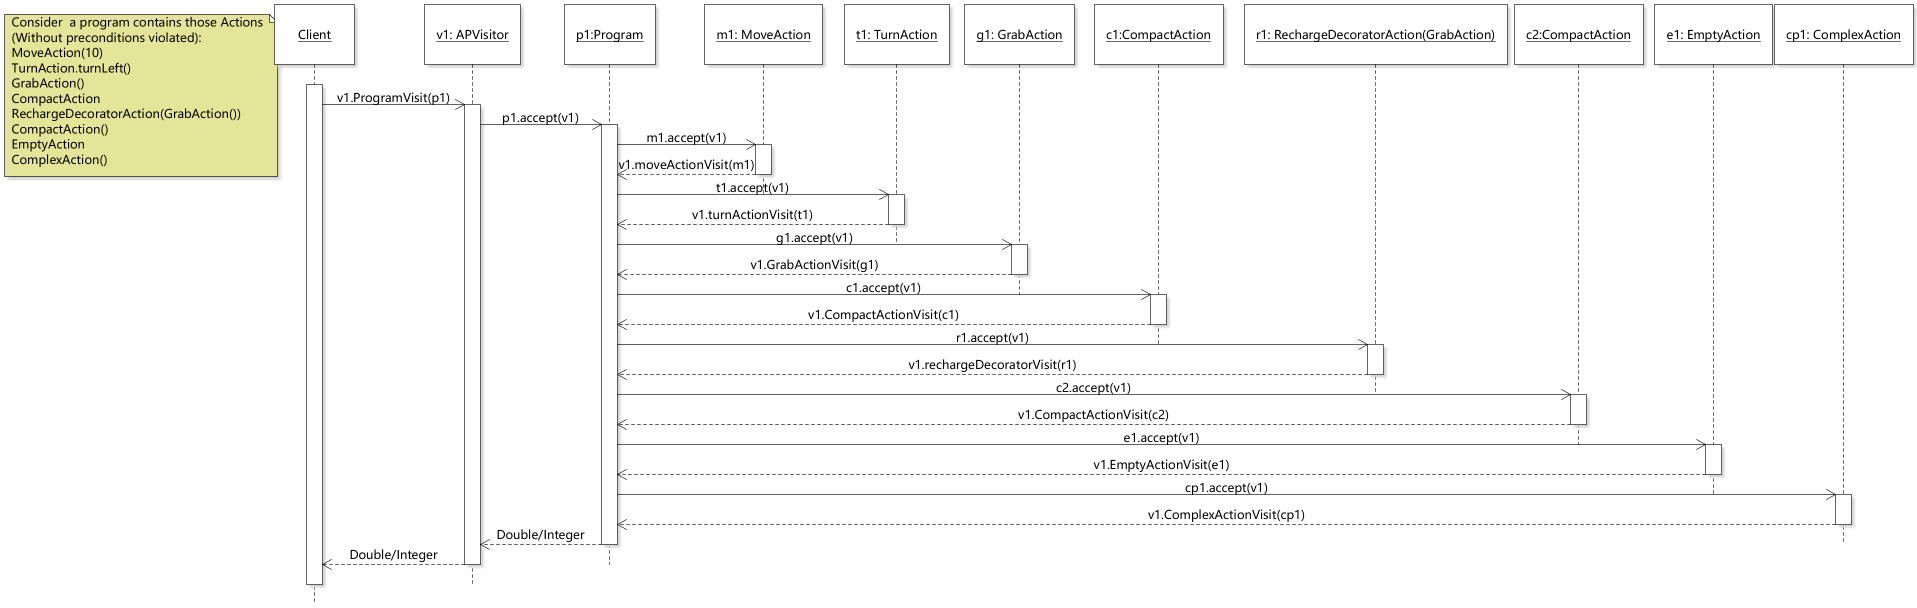 Consider  a program contains those Actions
(Without preconditions violated):
MoveAction(10)
TurnAction.turnLeft()
GrabAction()
CompactAction
RechargeDecoratorAction(GrabAction())
CompactAction()
EmptyAction
ComplexAction()
Client
v1: APVisitor
p1:Program
m1: MoveAction
t1: TurnAction
g1: GrabAction
c1:CompactAction
r1: RechargeDecoratorAction(GrabAction)
c2:CompactAction
e1: EmptyAction
cp1: ComplexAction
v1.ProgramVisit(p1)
p1.accept(v1)
m1.accept(v1)
v1.moveActionVisit(m1)
t1.accept(v1)
v1.turnActionVisit(t1)
g1.accept(v1)
v1.GrabActionVisit(g1)
c1.accept(v1)
v1.CompactActionVisit(c1)
r1.accept(v1)
v1.rechargeDecoratorVisit(r1)
c2.accept(v1)
v1.CompactActionVisit(c2)
e1.accept(v1)
v1.EmptyActionVisit(e1)
cp1.accept(v1)
v1.ComplexActionVisit(cp1)
Double/Integer
Double/Integer